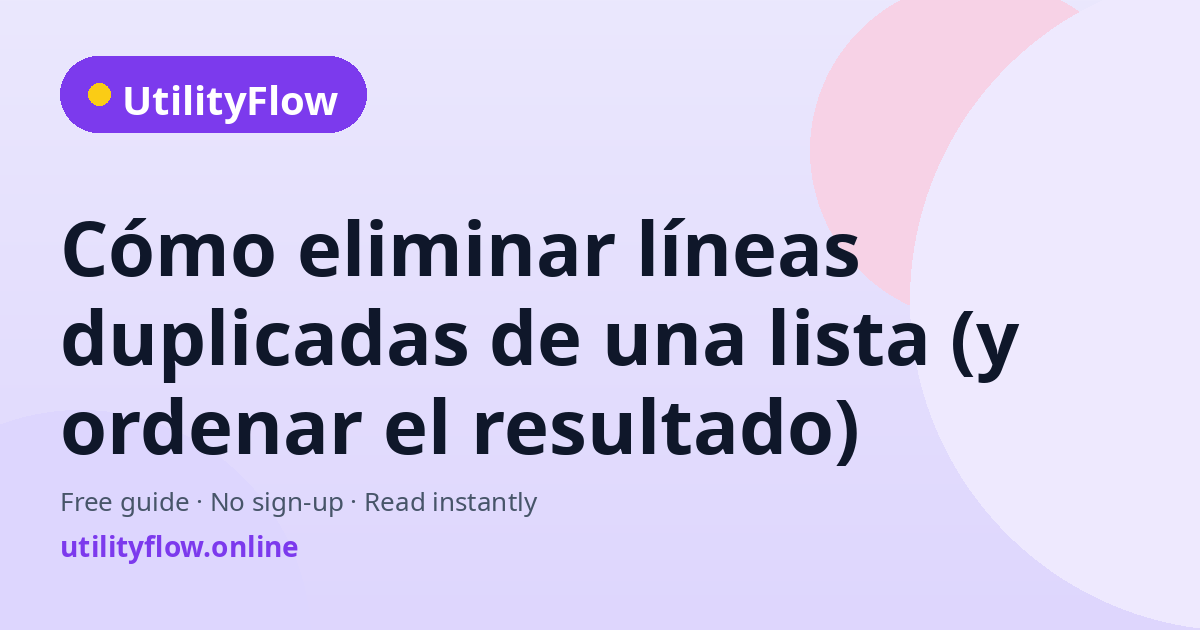 UtilityFlow
Cómo eliminar líneas
duplicadas de una lista (y
ordenar el resultado)
Free guide · No sign-up · Read instantly
utilityflow.online